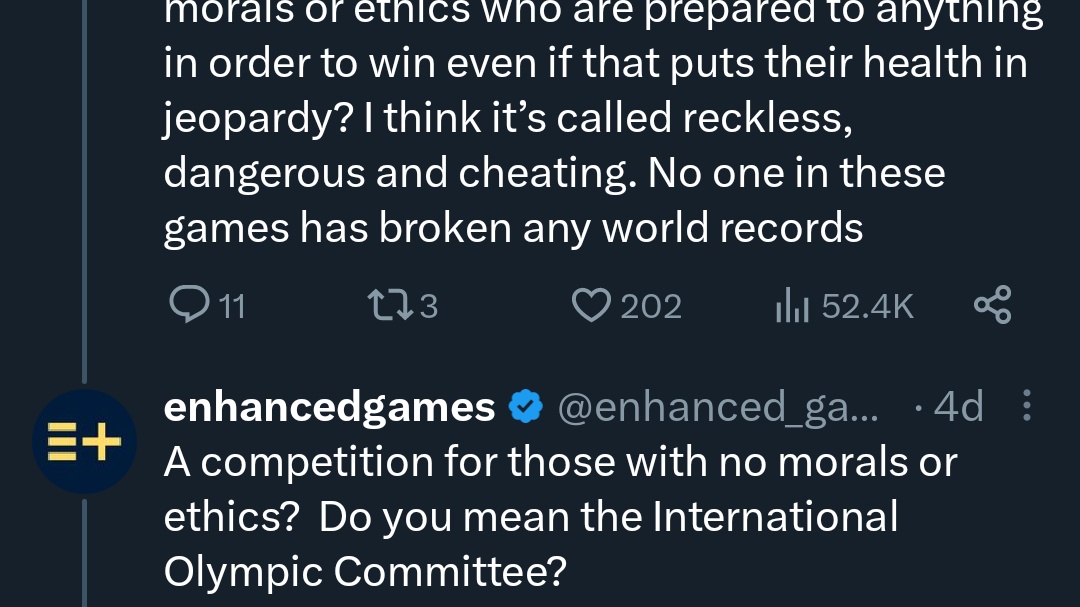 morals or ethics who are prepared to anything
in order to win even if that puts their health in
jeopardy? I think it’s called reckless,
dangerous and cheating. No one in these
games has broken any world records
11 3 202 52.4K
enhancedgames @enhanced_ga... · 4d
A competition for those with no morals or
ethics?  Do you mean the International
Olympic Committee?